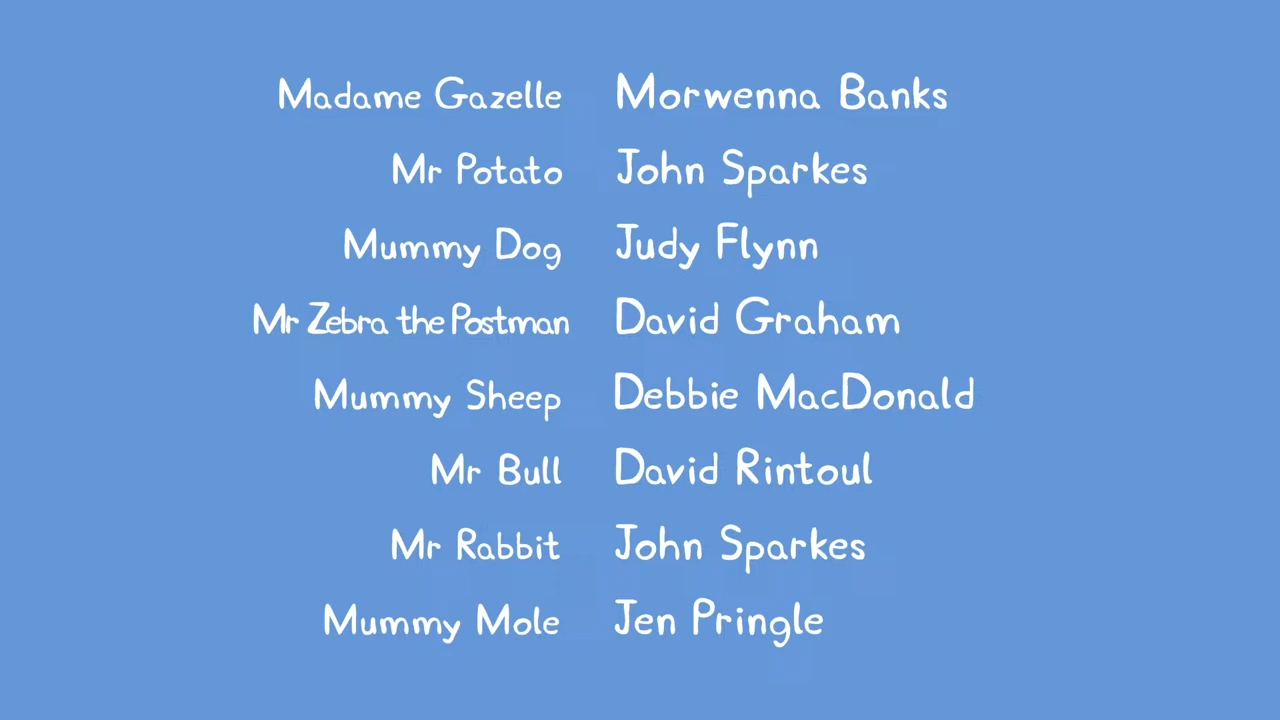 Madame Gazelle Morwenna Banks
Mr Potato John Sparkes
Mummy Dog Judy Flynn
Mr Zebra the Postman David Graham
Mummy Sheep Debbie MacDonald
Mr Bull David Rintoul
Mr Rabbit John Sparkes
Mummy Mole Jen Pringle